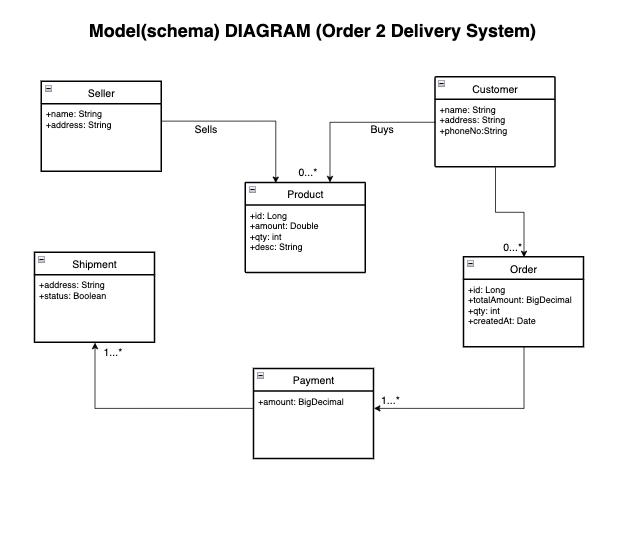 Model(schema) DIAGRAM (Order 2 Delivery System)
Seller
+name: String
+address: String
Customer
+name: String
+address: String
+phoneNo:String
Sells
Buys
0...*
Product
+id: Long
+amount: Double
+qty: int
+desc: String
0...*
Order
+id: Long
+totalAmount: BigDecimal
+qty: int
+createdAt: Date
Shipment
+address: String
+status: Boolean
1...*
Payment
+amount: BigDecimal
1...*